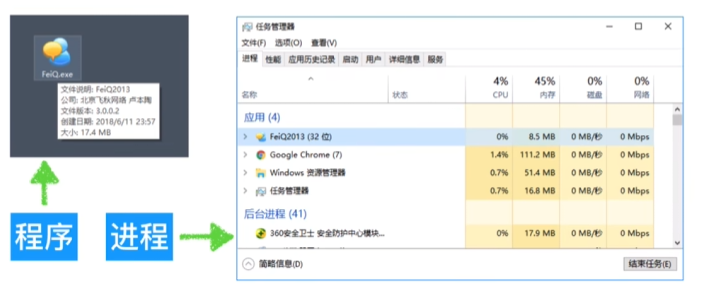 FeiQ.exe
文件说明: FeiQ2013
公司: 北京飞秋网络 卢本陶
文件版本: 3.0.0.2
创建日期: 2018/6/11 23:57
大小: 17.4 MB
程序
进程
任务管理器
文件(F) 选项(O) 查看(V)
进程 性能 应用历史记录 启动 用户 详细信息 服务
4% 45% 0% 0%
名称 状态 CPU 内存 磁盘 网络
应用 (4)
FeiQ2013 (32 位) 0% 8.5 MB 0 MB/秒 0 Mbps
Google Chrome (7) 1.4% 111.2 MB 0 MB/秒 0 Mbps
Windows 资源管理器 0.7% 51.4 MB 0 MB/秒 0 Mbps
任务管理器 0.7% 16.8 MB 0 MB/秒 0 Mbps
后台进程 (41)
360安全卫士 安全防护中心模块... 0% 17.9 MB 0 MB/秒 0 Mbps
简略信息(D) 结束任务(E)